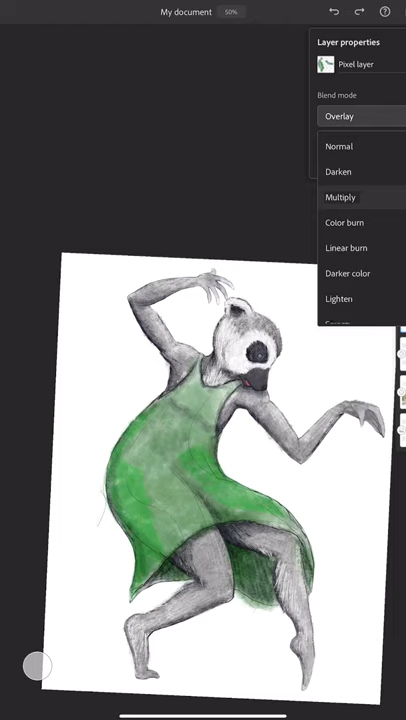 My document 50%
Layer properties
Pixel layer
Blend mode
Overlay
Normal
Darken
Multiply
Color burn
Linear burn
Darker color
Lighten